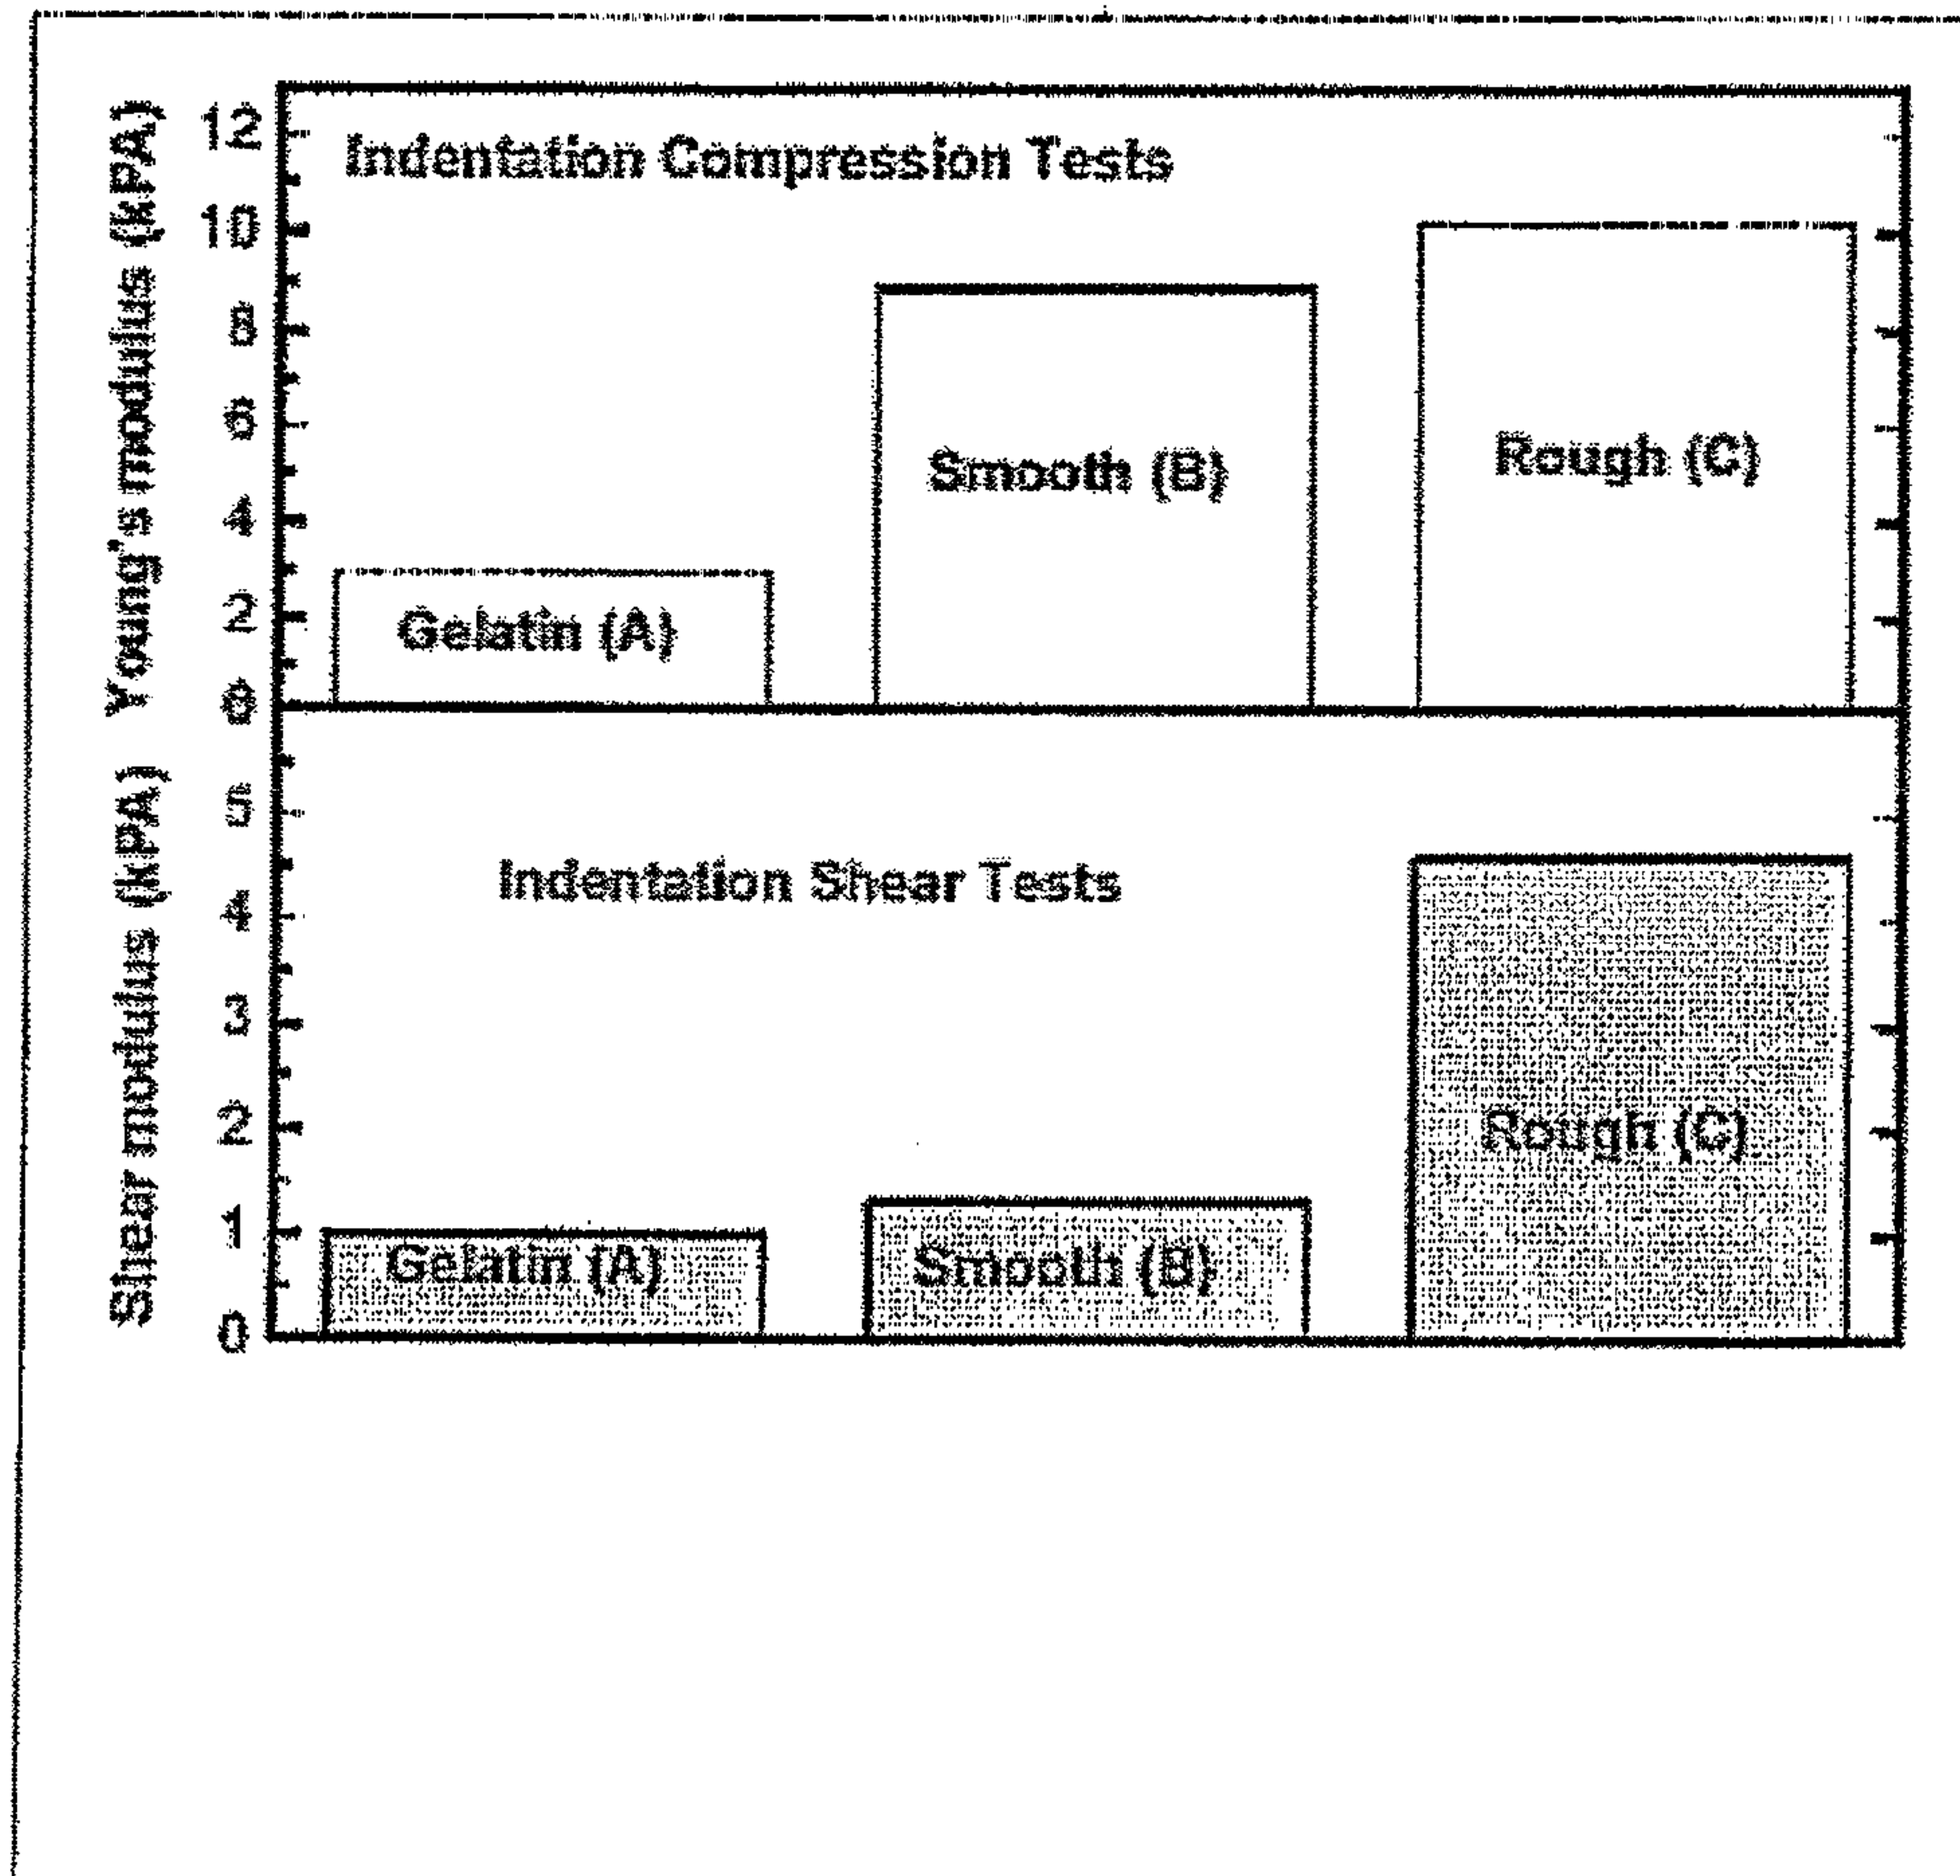 Young's modulus (kPA)
12
10
8
6
4
2
0
Indentation Compression Tests
Gelatin (A)
Smooth (B)
Rough (C)
Shear modulus (kPA)
5
4
3
2
1
0
Indentation Shear Tests
Gelatin (A)
Smooth (B)
Rough (C)